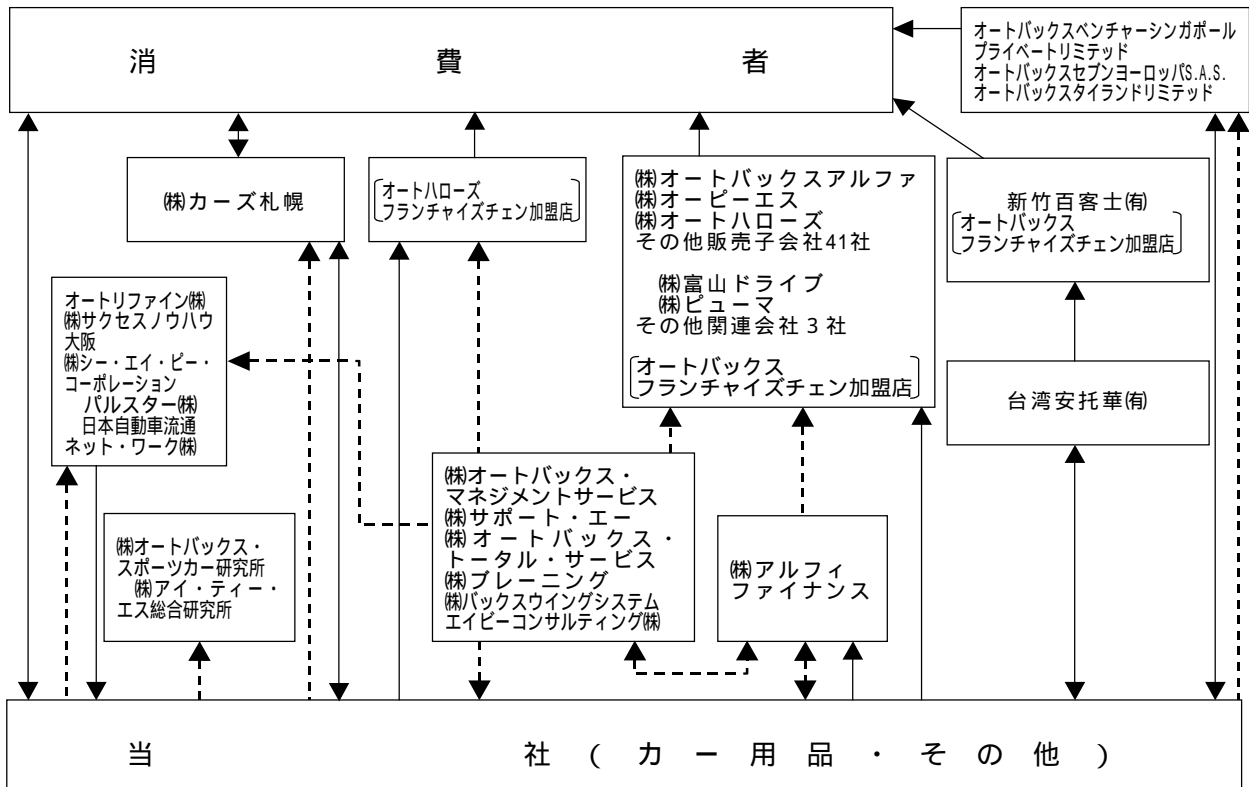 消費者
オートバックスベンチャーシンガポール
プライベートリミテッド
オートバックスセブンヨーロッパS.A.S.
オートバックスタイランドリミテッド
㈱カーズ札幌
オートハローズ
フランチャイズチェン加盟店
㈱オートバックスアルファ
㈱オーピーエス
㈱オートハローズ
その他販売子会社41社
㈱富山ドライブ
㈱ピューマ
その他関連会社３社
オートバックス
フランチャイズチェン加盟店
新竹百客士㈲
オートバックス
フランチャイズチェン加盟店
オートリファイン㈱
㈱サクセスノウハウ
大阪
㈱シー・エイ・ピー・
コーポレーション
パルスター㈱
日本自動車流通
ネット・ワーク㈱
台湾安托華㈲
㈱オートバックス・
マネジメントサービス
㈱サポート・エー
㈱オートバックス・
トータル・サービス
㈱ブレーニング
㈱バックスウイングシステム
エイビーコンサルティング㈱
㈱オートバックス・
スポーツカー研究所
㈱アイ・ティー・
エス総合研究所
㈱アルフィ
ファイナンス
当社(カー用品・その他)